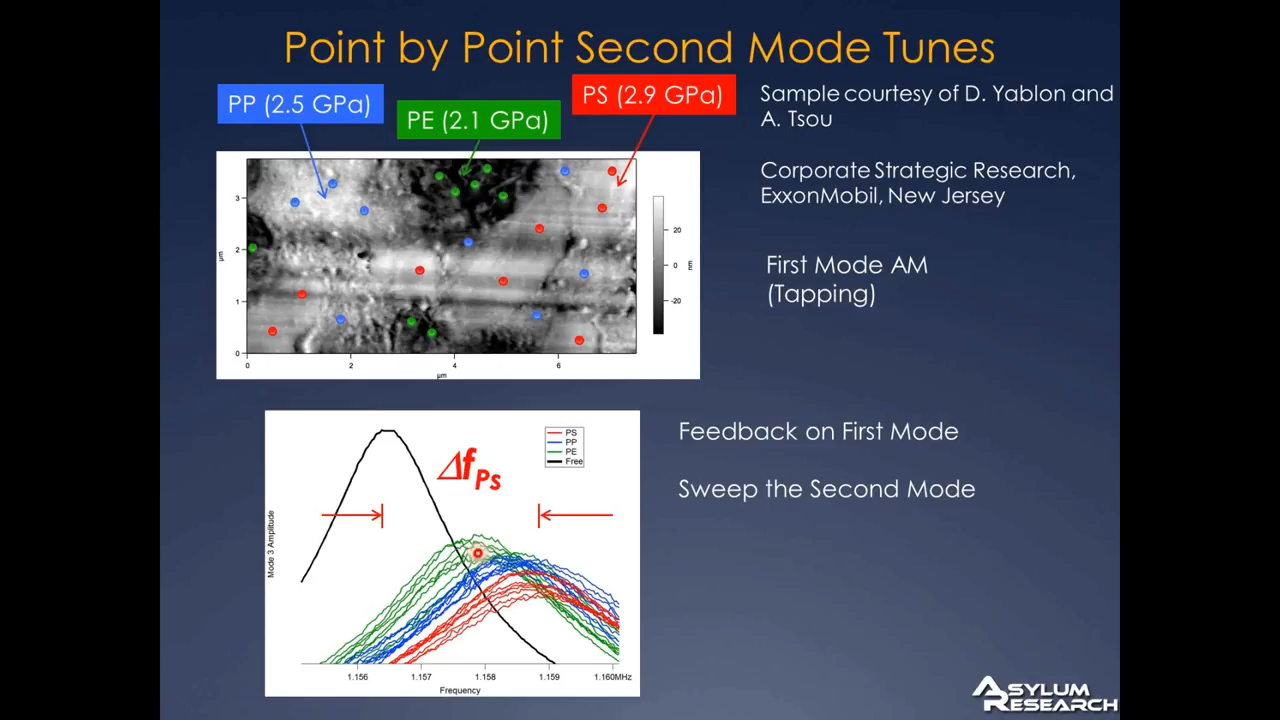 Point by Point Second Mode Tunes
PP (2.5 GPa)
PE (2.1 GPa)
PS (2.9 GPa)
Sample courtesy of D. Yablon and
A. Tsou
Corporate Strategic Research,
ExxonMobil, New Jersey
First Mode AM
(Tapping)
3
2
1
0
µm
0
2
4
6
µm
20
0
-20
nm
Feedback on First Mode
Sweep the Second Mode
ΔfPs
PS
PP
PE
Free
Mode 3 Amplitude
1.156
1.157
1.158
1.159
1.160MHz
Frequency
ASYLUM
RESEARCH